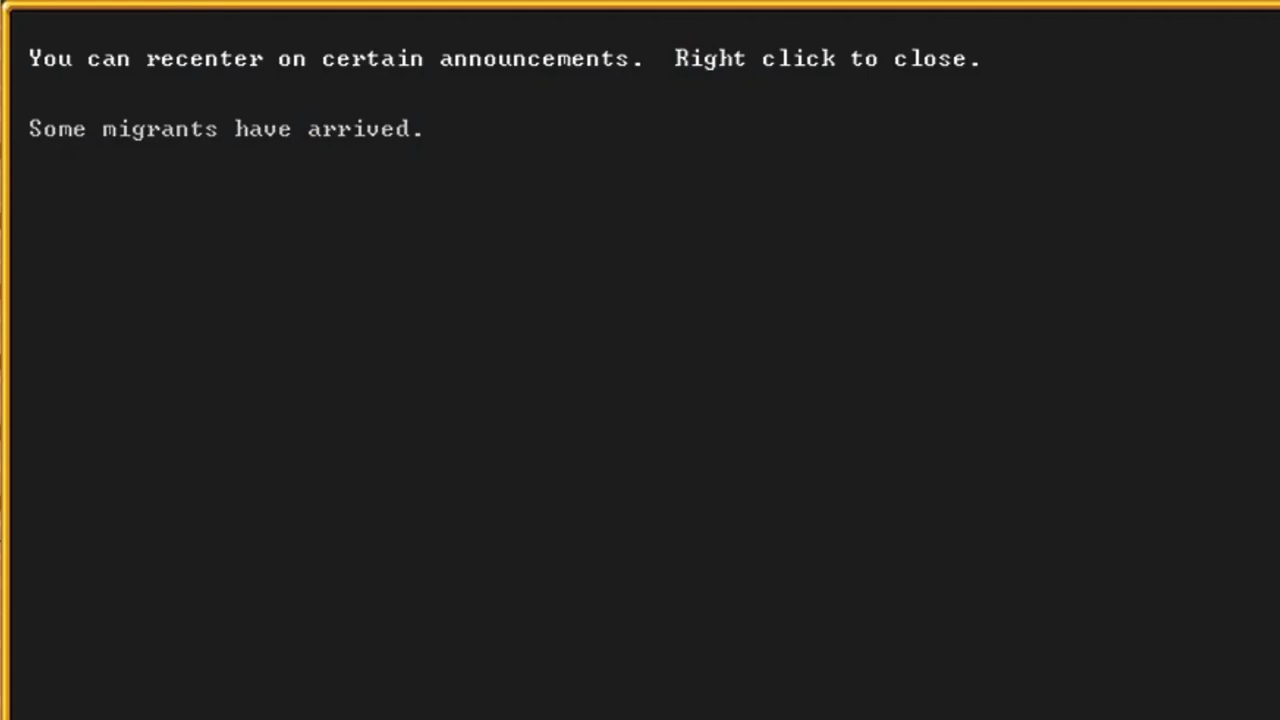 You can recenter on certain announcements.  Right click to close.
Some migrants have arrived.